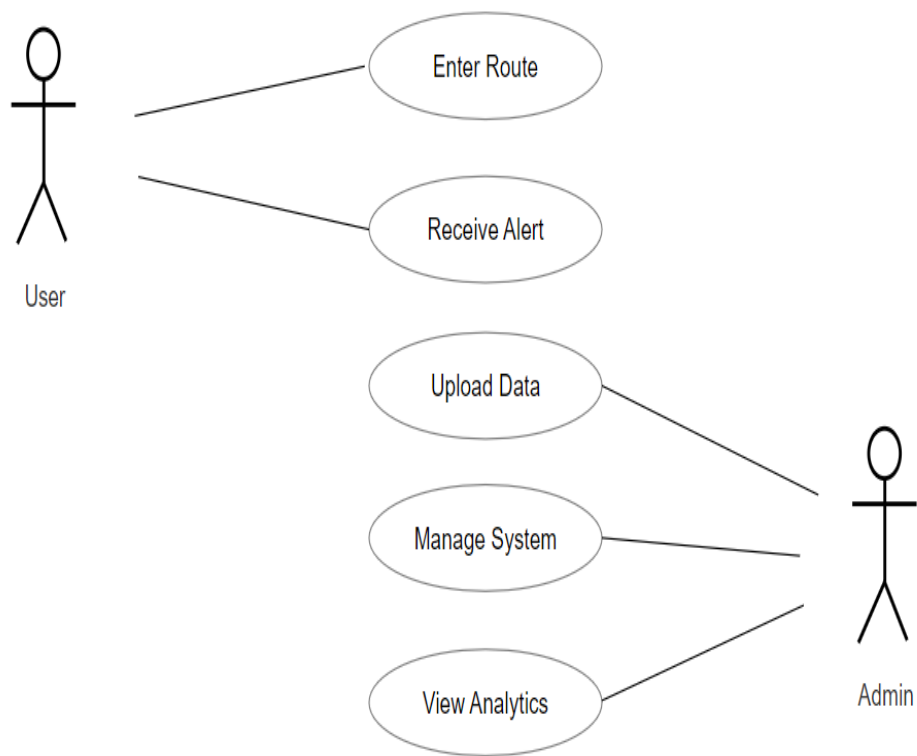 Enter Route
Receive Alert
User
Upload Data
Manage System
View Analytics
Admin